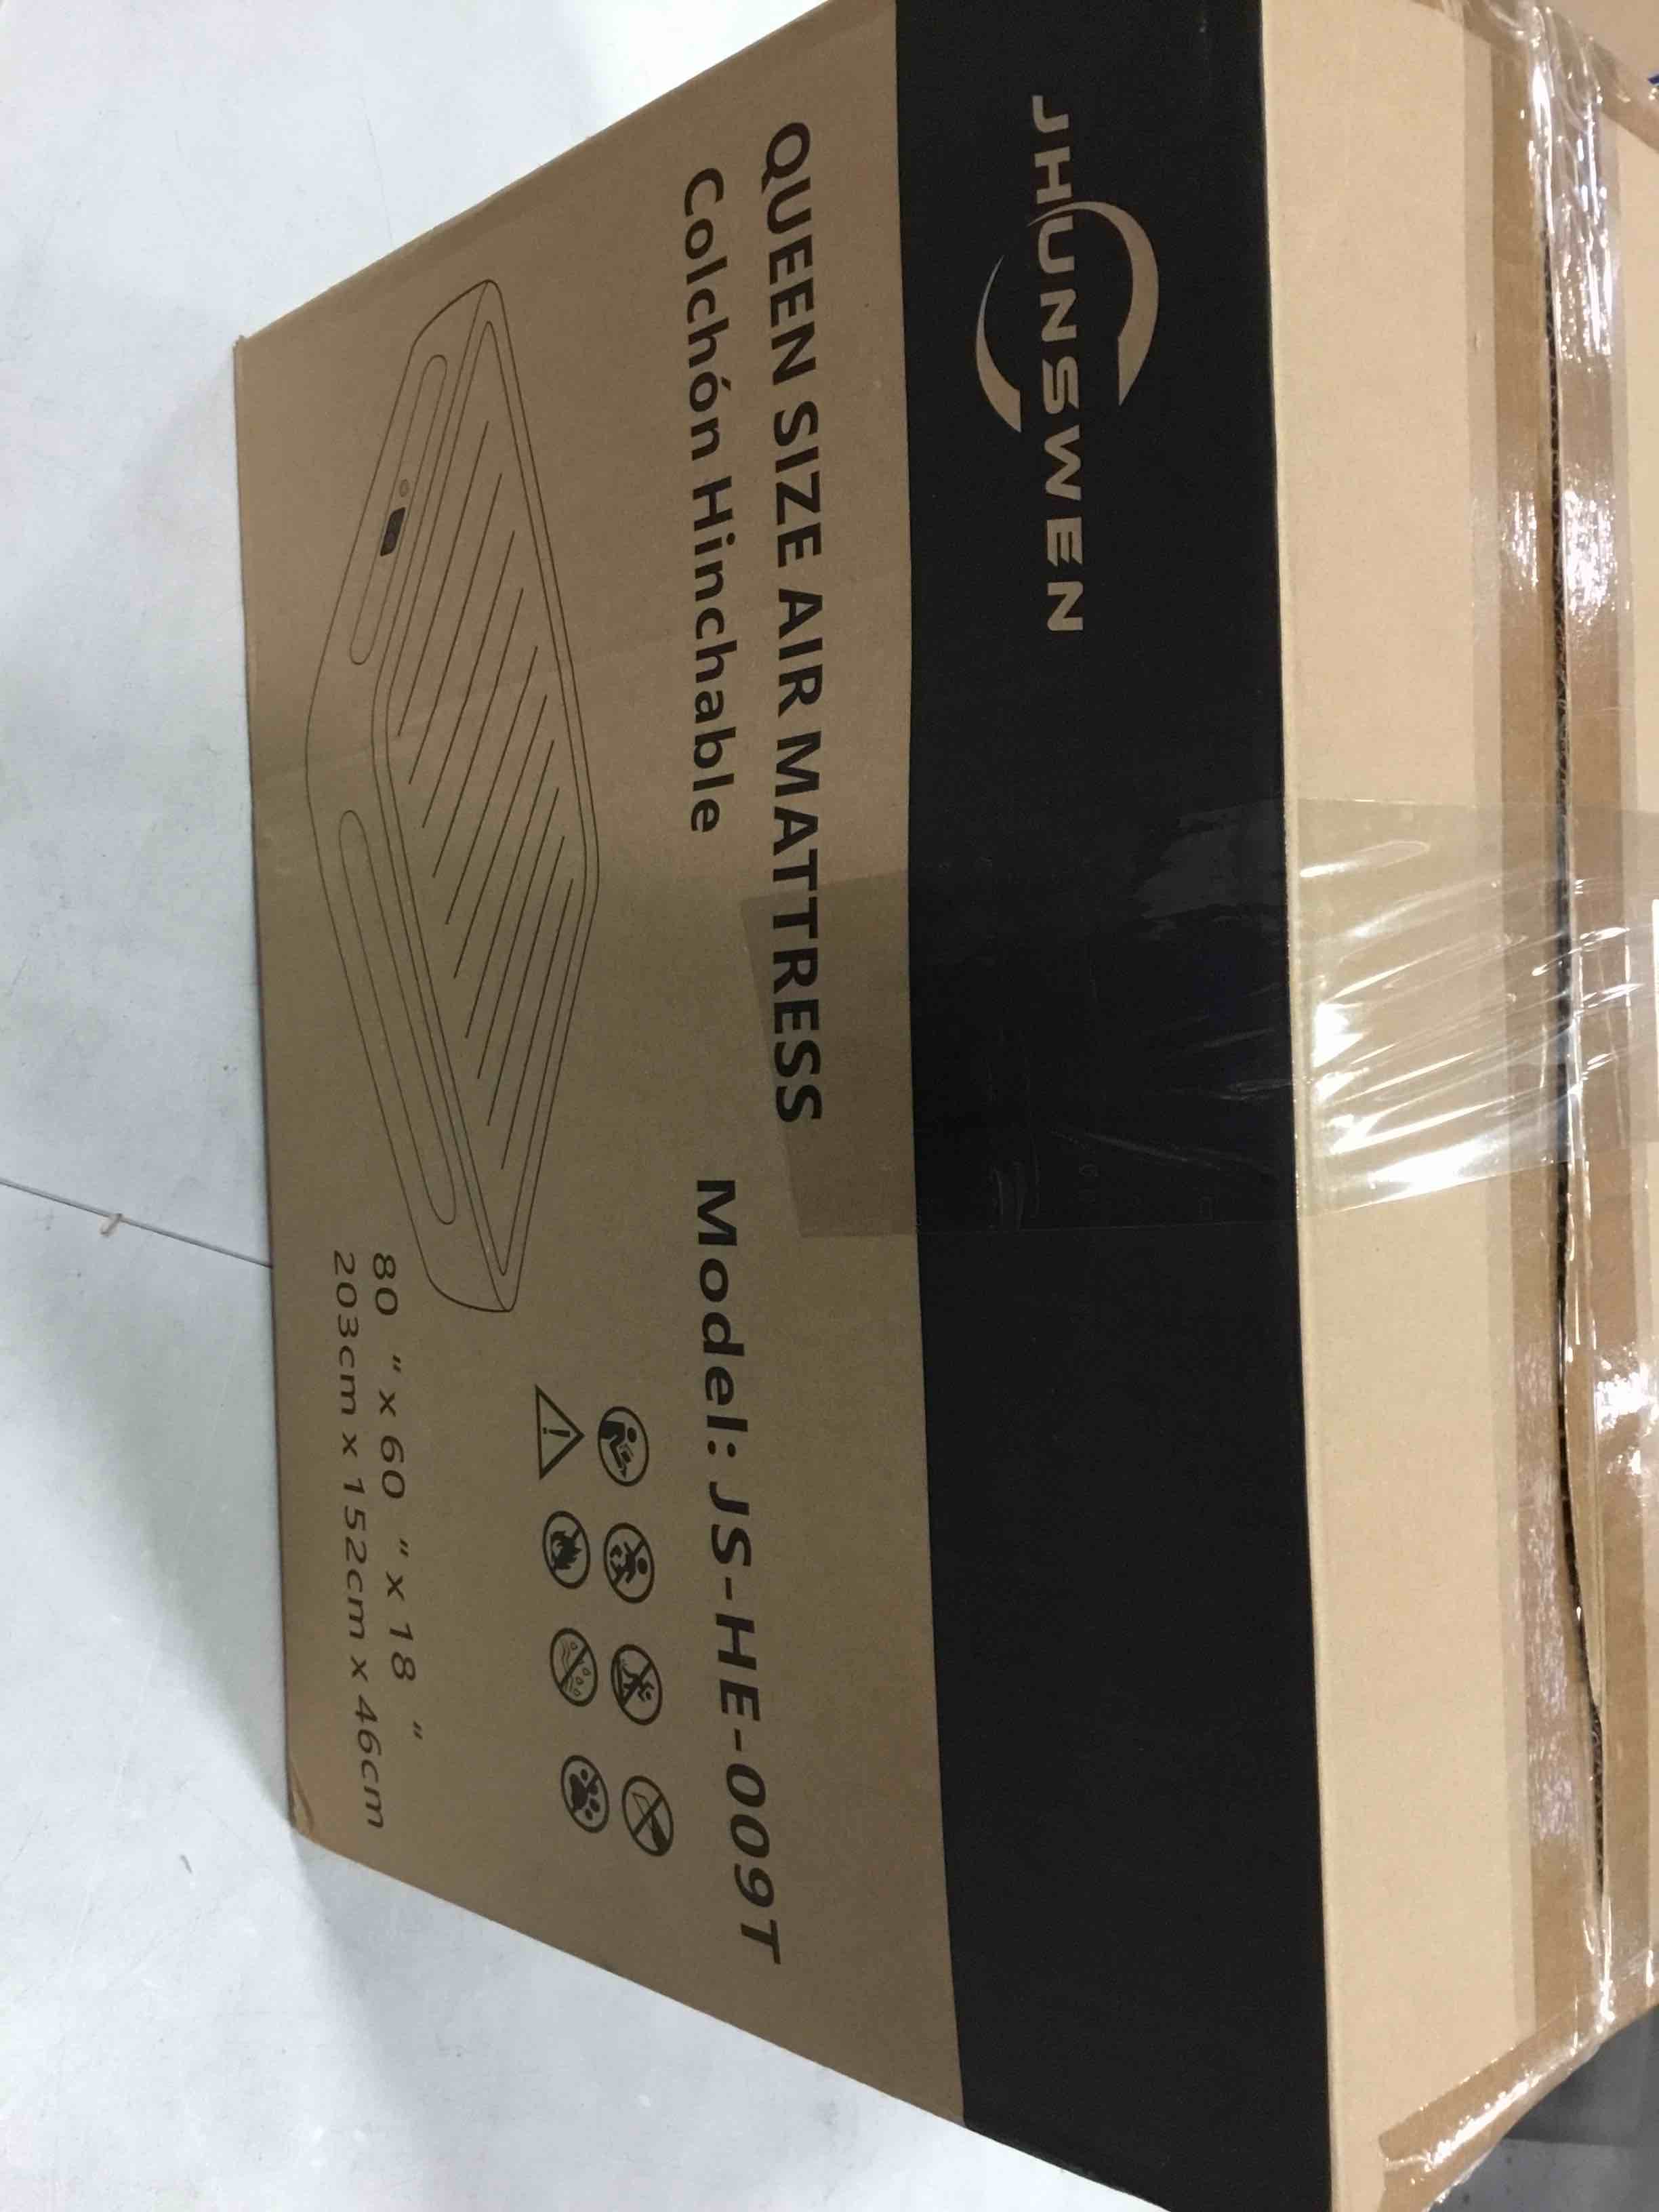 JHUNSWEN
QUEEN SIZE AIR MATTRESS
Colchón Hinchable
Model: JS-HE-009T
80 " x 60 " x 18 "
203cm x 152cm x 46cm